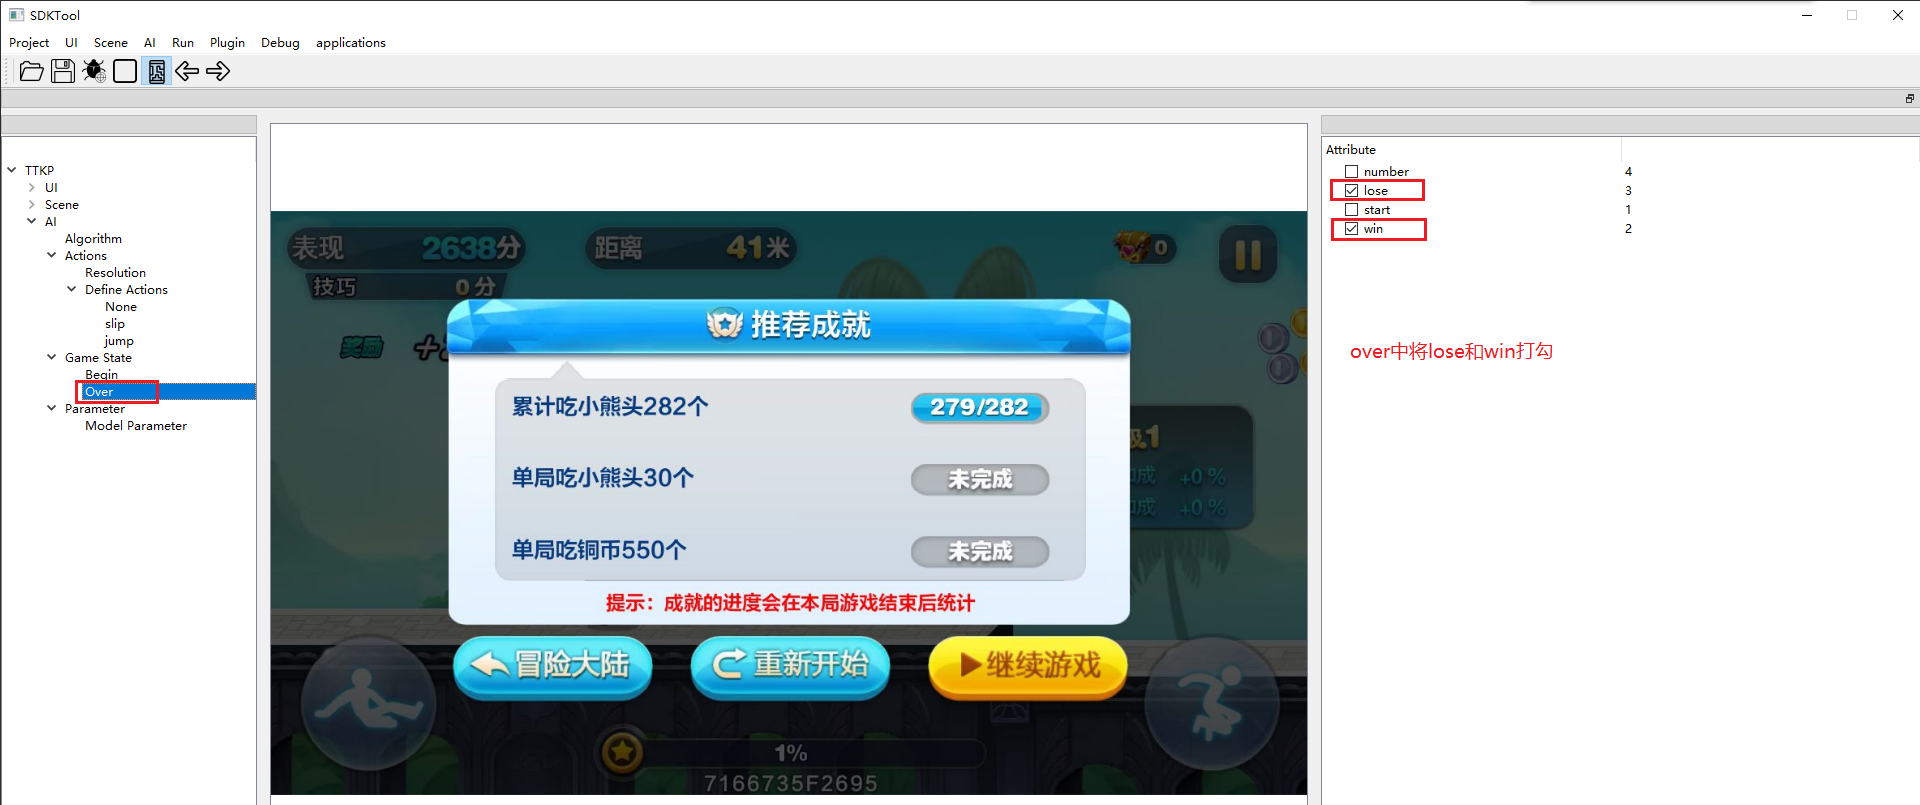 SDKTool
Project UI Scene AI Run Plugin Debug applications
TTKP
UI
Scene
AI
Algorithm
Actions
Resolution
Define Actions
None
slip
jump
Game State
Begin
Over
Parameter
Model Parameter
表现 2638分 距离 41米 0
技巧 0分
奖励
推荐成就
累计吃小熊头282个 279/282
单局吃小熊头30个 未完成
单局吃铜币550个 未完成
提示：成就的进度会在本局游戏结束后统计
冒险大陆 重新开始 继续游戏
1
+0%
+0%
1%
7166735F2695
Attribute
number 4
lose 3
start 1
win 2
over中将lose和win打勾